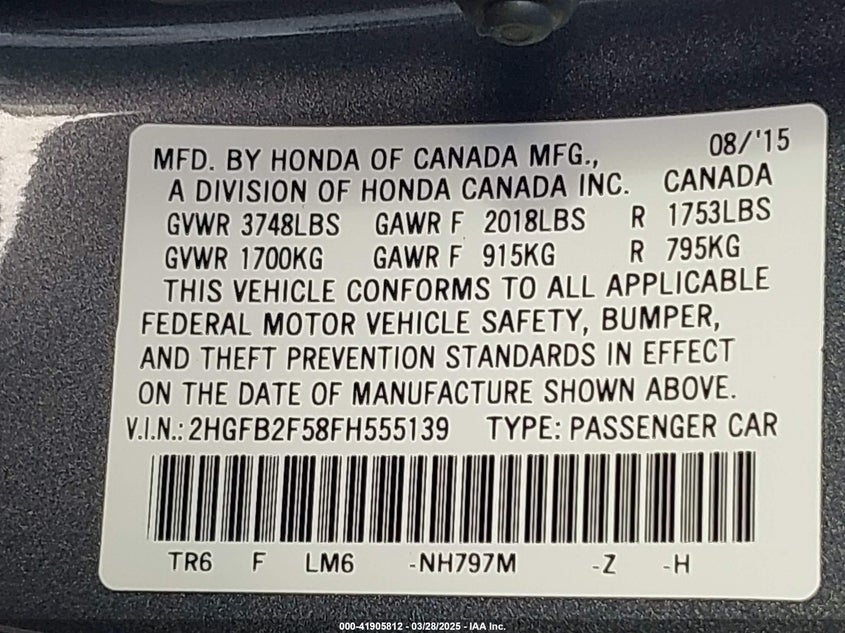 MFD. BY HONDA OF CANADA MFG., 08/'15
A DIVISION OF HONDA CANADA INC. CANADA
GVWR 3748LBS GAWR F 2018LBS R 1753LBS
GVWR 1700KG GAWR F 915KG R 795KG
THIS VEHICLE CONFORMS TO ALL APPLICABLE
FEDERAL MOTOR VEHICLE SAFETY, BUMPER,
AND THEFT PREVENTION STANDARDS IN EFFECT
ON THE DATE OF MANUFACTURE SHOWN ABOVE.
V.I.N.: 2HGFB2F58FH555139 TYPE: PASSENGER CAR
TR6 F LM6 -NH797M -Z -H
000-41905812 - 03/28/2025 - IAA Inc.